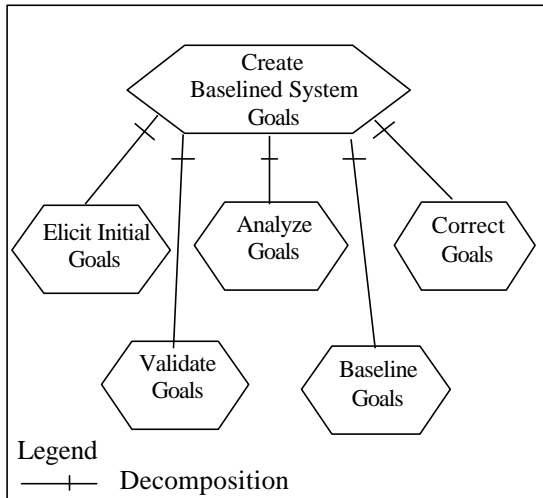 Create
Baselined System
Goals
Elicit Initial
Goals
Analyze
Goals
Correct
Goals
Validate
Goals
Baseline
Goals
Legend
Decomposition